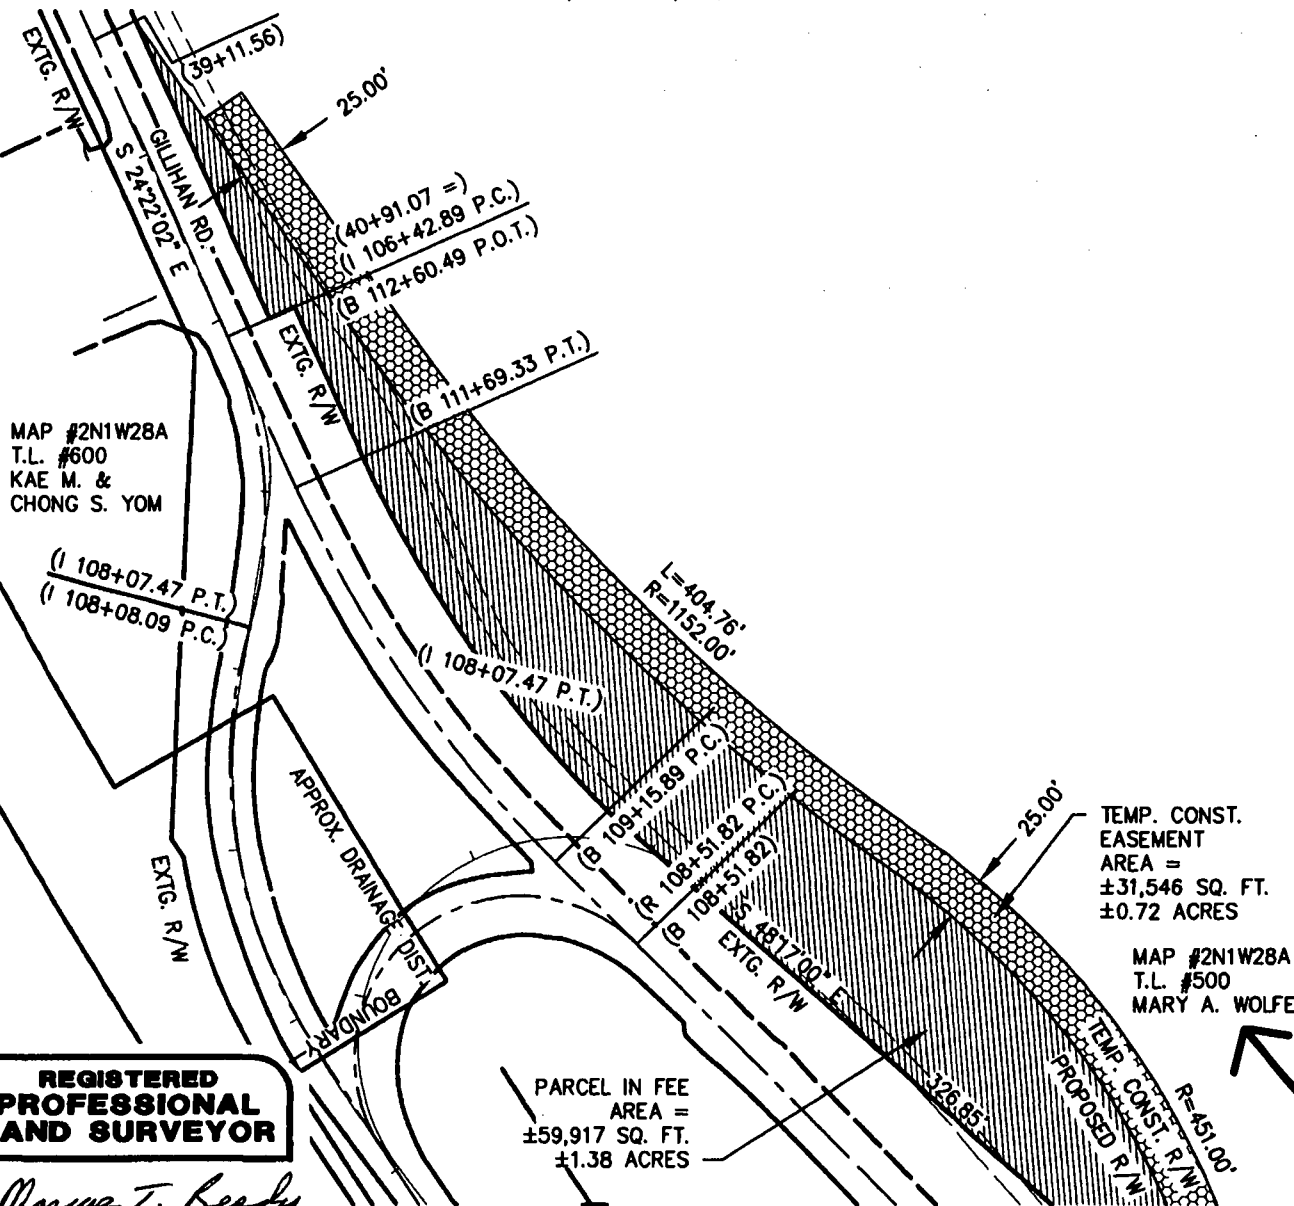 (39+11.56)
EXTG. R/W
25.00'
GILLIHAN RD.
S 24°22'02" E
(40+91.07 =)
(I 106+42.89 P.C.)
(B 112+60.49 P.O.T.)
EXTG. R/W
(B 111+69.33 P.T.)
MAP #2N1W28A
T.L. #600
KAE M. &
CHONG S. YOM
(I 108+07.47 P.T.)
(I 108+08.09 P.C.)
L=404.76'
R=1152.00'
(I 108+07.47 P.T.)
(B 109+15.89 P.C.)
(R 108+51.82 P.C.)
(B 108+51.82)
APPROX. DRAINAGE DIST.
BOUNDARY
EXTG. R/W
25.00'
TEMP. CONST.
EASEMENT
AREA =
±31,546 SQ. FT.
±0.72 ACRES
S 48°17'00" E
EXTG. R/W
MAP #2N1W28A
T.L. #500
MARY A. WOLFE
326.85'
TEMP. CONST. R/W
PROPOSED R/W
R=451.00'
PARCEL IN FEE
AREA =
±59,917 SQ. FT.
±1.38 ACRES
REGISTERED
PROFESSIONAL
LAND SURVEYOR